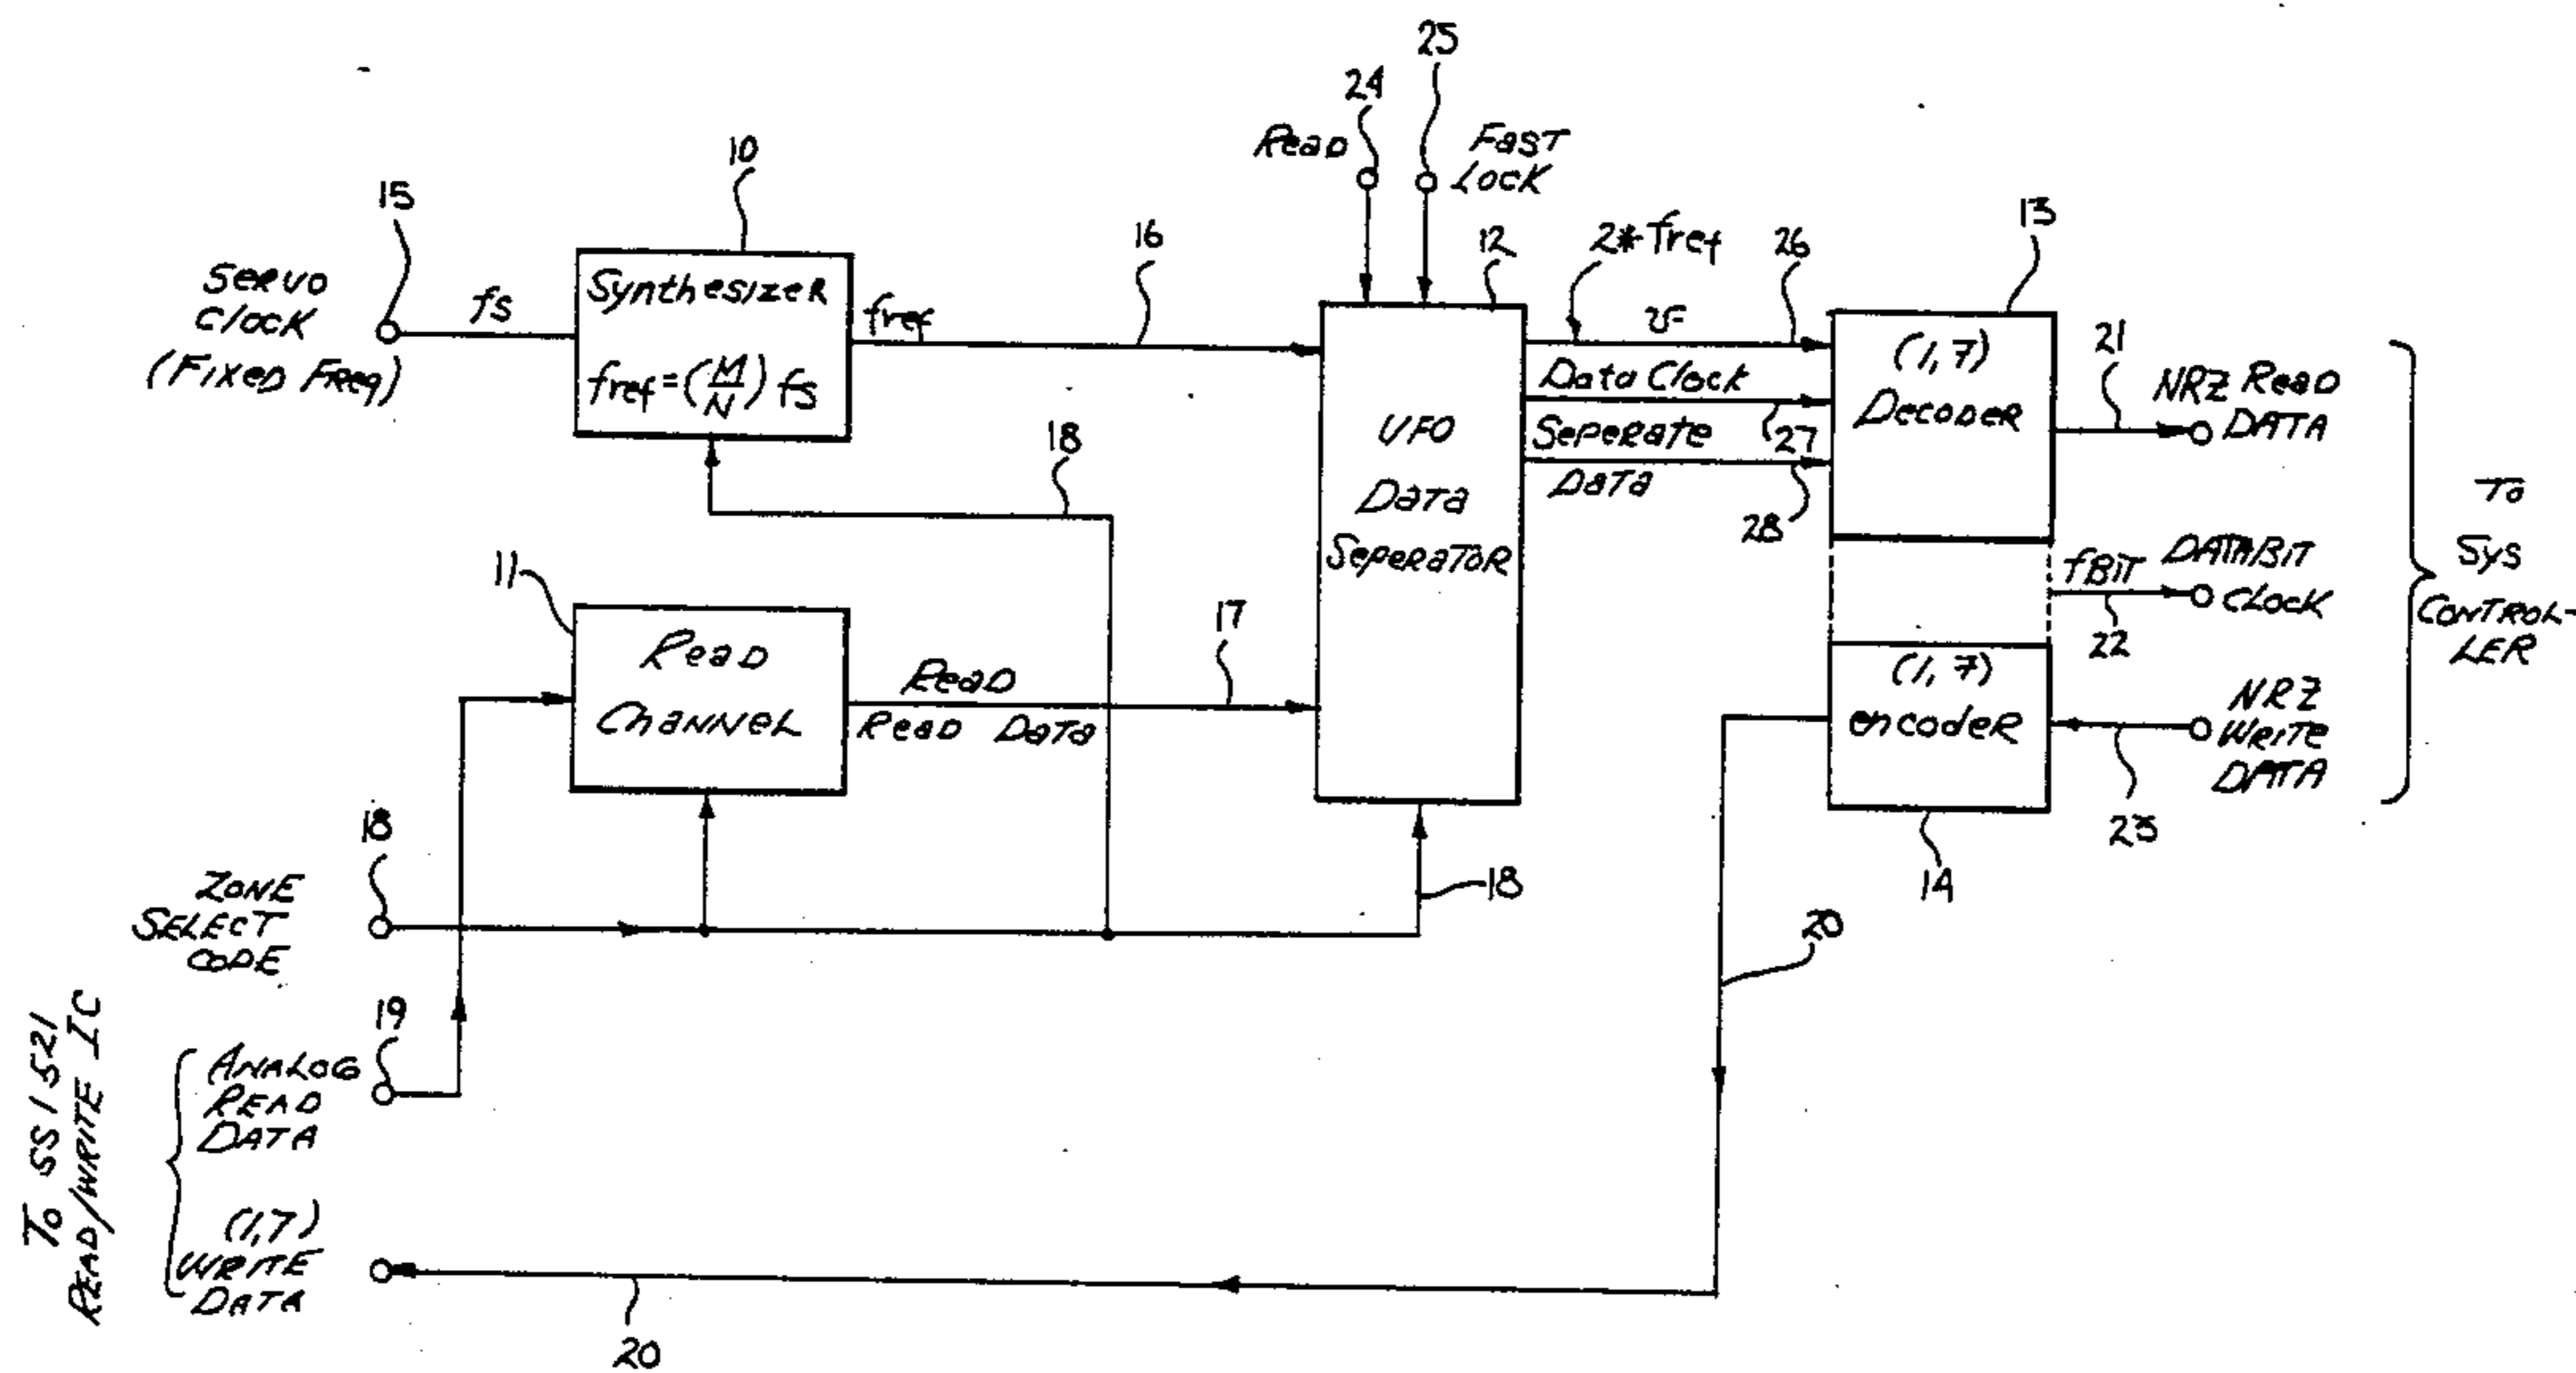 25
24
Read
Fast
Lock
10
15
Servo
Clock
(Fixed Freq)
fs
Synthesizer
fref = (M/N) fs
fref
16
12
2* fref
26
13
VFO
Data
Seperator
Data Clock
27
Seperate
Data
28
(1,7)
Decoder
21
NRZ Read
Data
fBit
Databit
Clock
22
To
Sys
Control-
ler
18
11
Read
Channel
Read
Read Data
17
(1,7)
encoder
NRZ
Write
Data
23
14
18
Zone
Select
Code
18
20
19
Analog
Read
Data
To SSI 521
Read/Write IC
(1,7)
Write
Data
20